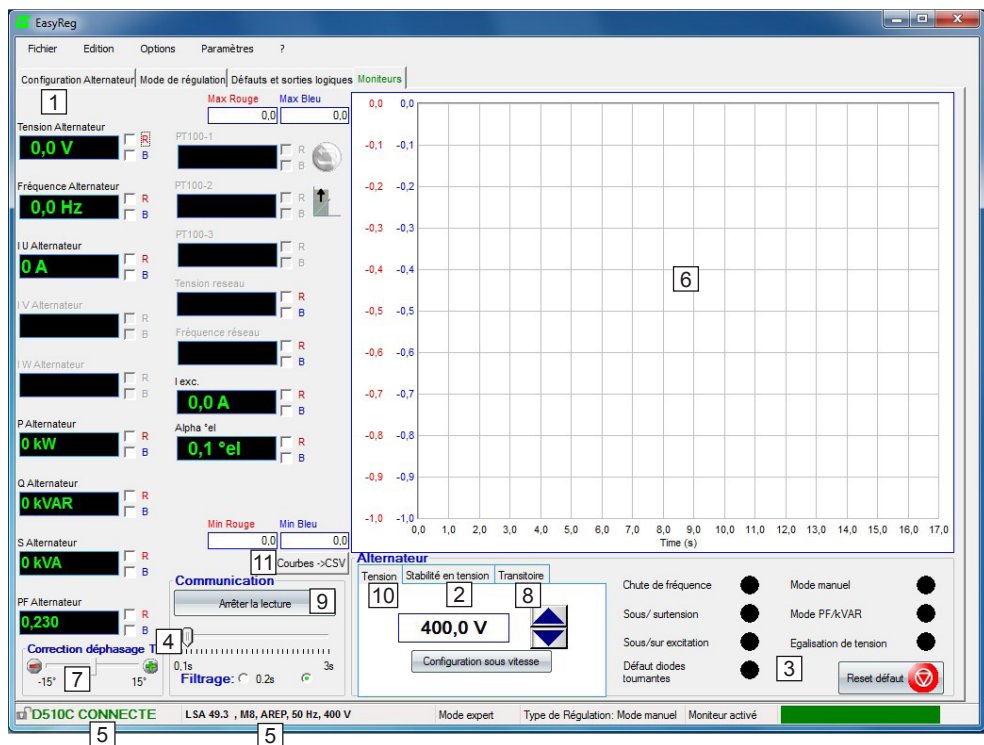 EasyReg
Fichier Edition Options Paramètres ?
Configuration Alternateur Mode de régulation Défauts et sorties logiques Moniteurs
1
Max Rouge Max Bleu
0,0 0,0
Tension Alternateur
0,0 V
R
B
PT100-1
R
B
Fréquence Alternateur
0,0 Hz
R
B
PT100-2
R
B
I U Alternateur
0 A
R
B
PT100-3
R
B
I V Alternateur
R
B
Tension reseau
R
B
I W Alternateur
R
B
Fréquence réseau
R
B
P Alternateur
0 kW
R
B
I exc.
0,0 A
R
B
Q Alternateur
0 kVAR
R
B
Alpha °el
0,1 °el
R
B
S Alternateur
0 kVA
R
B
PF Alternateur
0,230
R
B
Min Rouge Min Bleu
0,0 0,0
11 Courbes ->CSV
0,0 0,0
-0,1 -0,1
-0,2 -0,2
-0,3 -0,3
-0,4 -0,4
-0,5 -0,5
-0,6 -0,6
-0,7 -0,7
-0,8 -0,8
-0,9 -0,9
-1,0 -1,0
6
0,0 1,0 2,0 3,0 4,0 5,0 6,0 7,0 8,0 9,0 10,0 11,0 12,0 13,0 14,0 15,0 16,0 17,0
Time (s)
Correction déphasage T
-15° 7 15°
Communication
Arrêter la lecture 9
4
0.1s 3s
Filtrage: 0.2s
Alternateur
Tension Stabilité en tension Transitoire
10 2 8
400,0 V
Configuration sous vitesse
Chute de fréquence Mode manuel
Sous/ surtension Mode PF/kVAR
Sous/sur excitation Egalisation de tension
Défaut diodes
tournantes
3
Reset défaut
D510C CONNECTE LSA 49.3 , M8, AREP, 50 Hz, 400 V Mode expert Type de Régulation: Mode manuel Moniteur activé
5 5